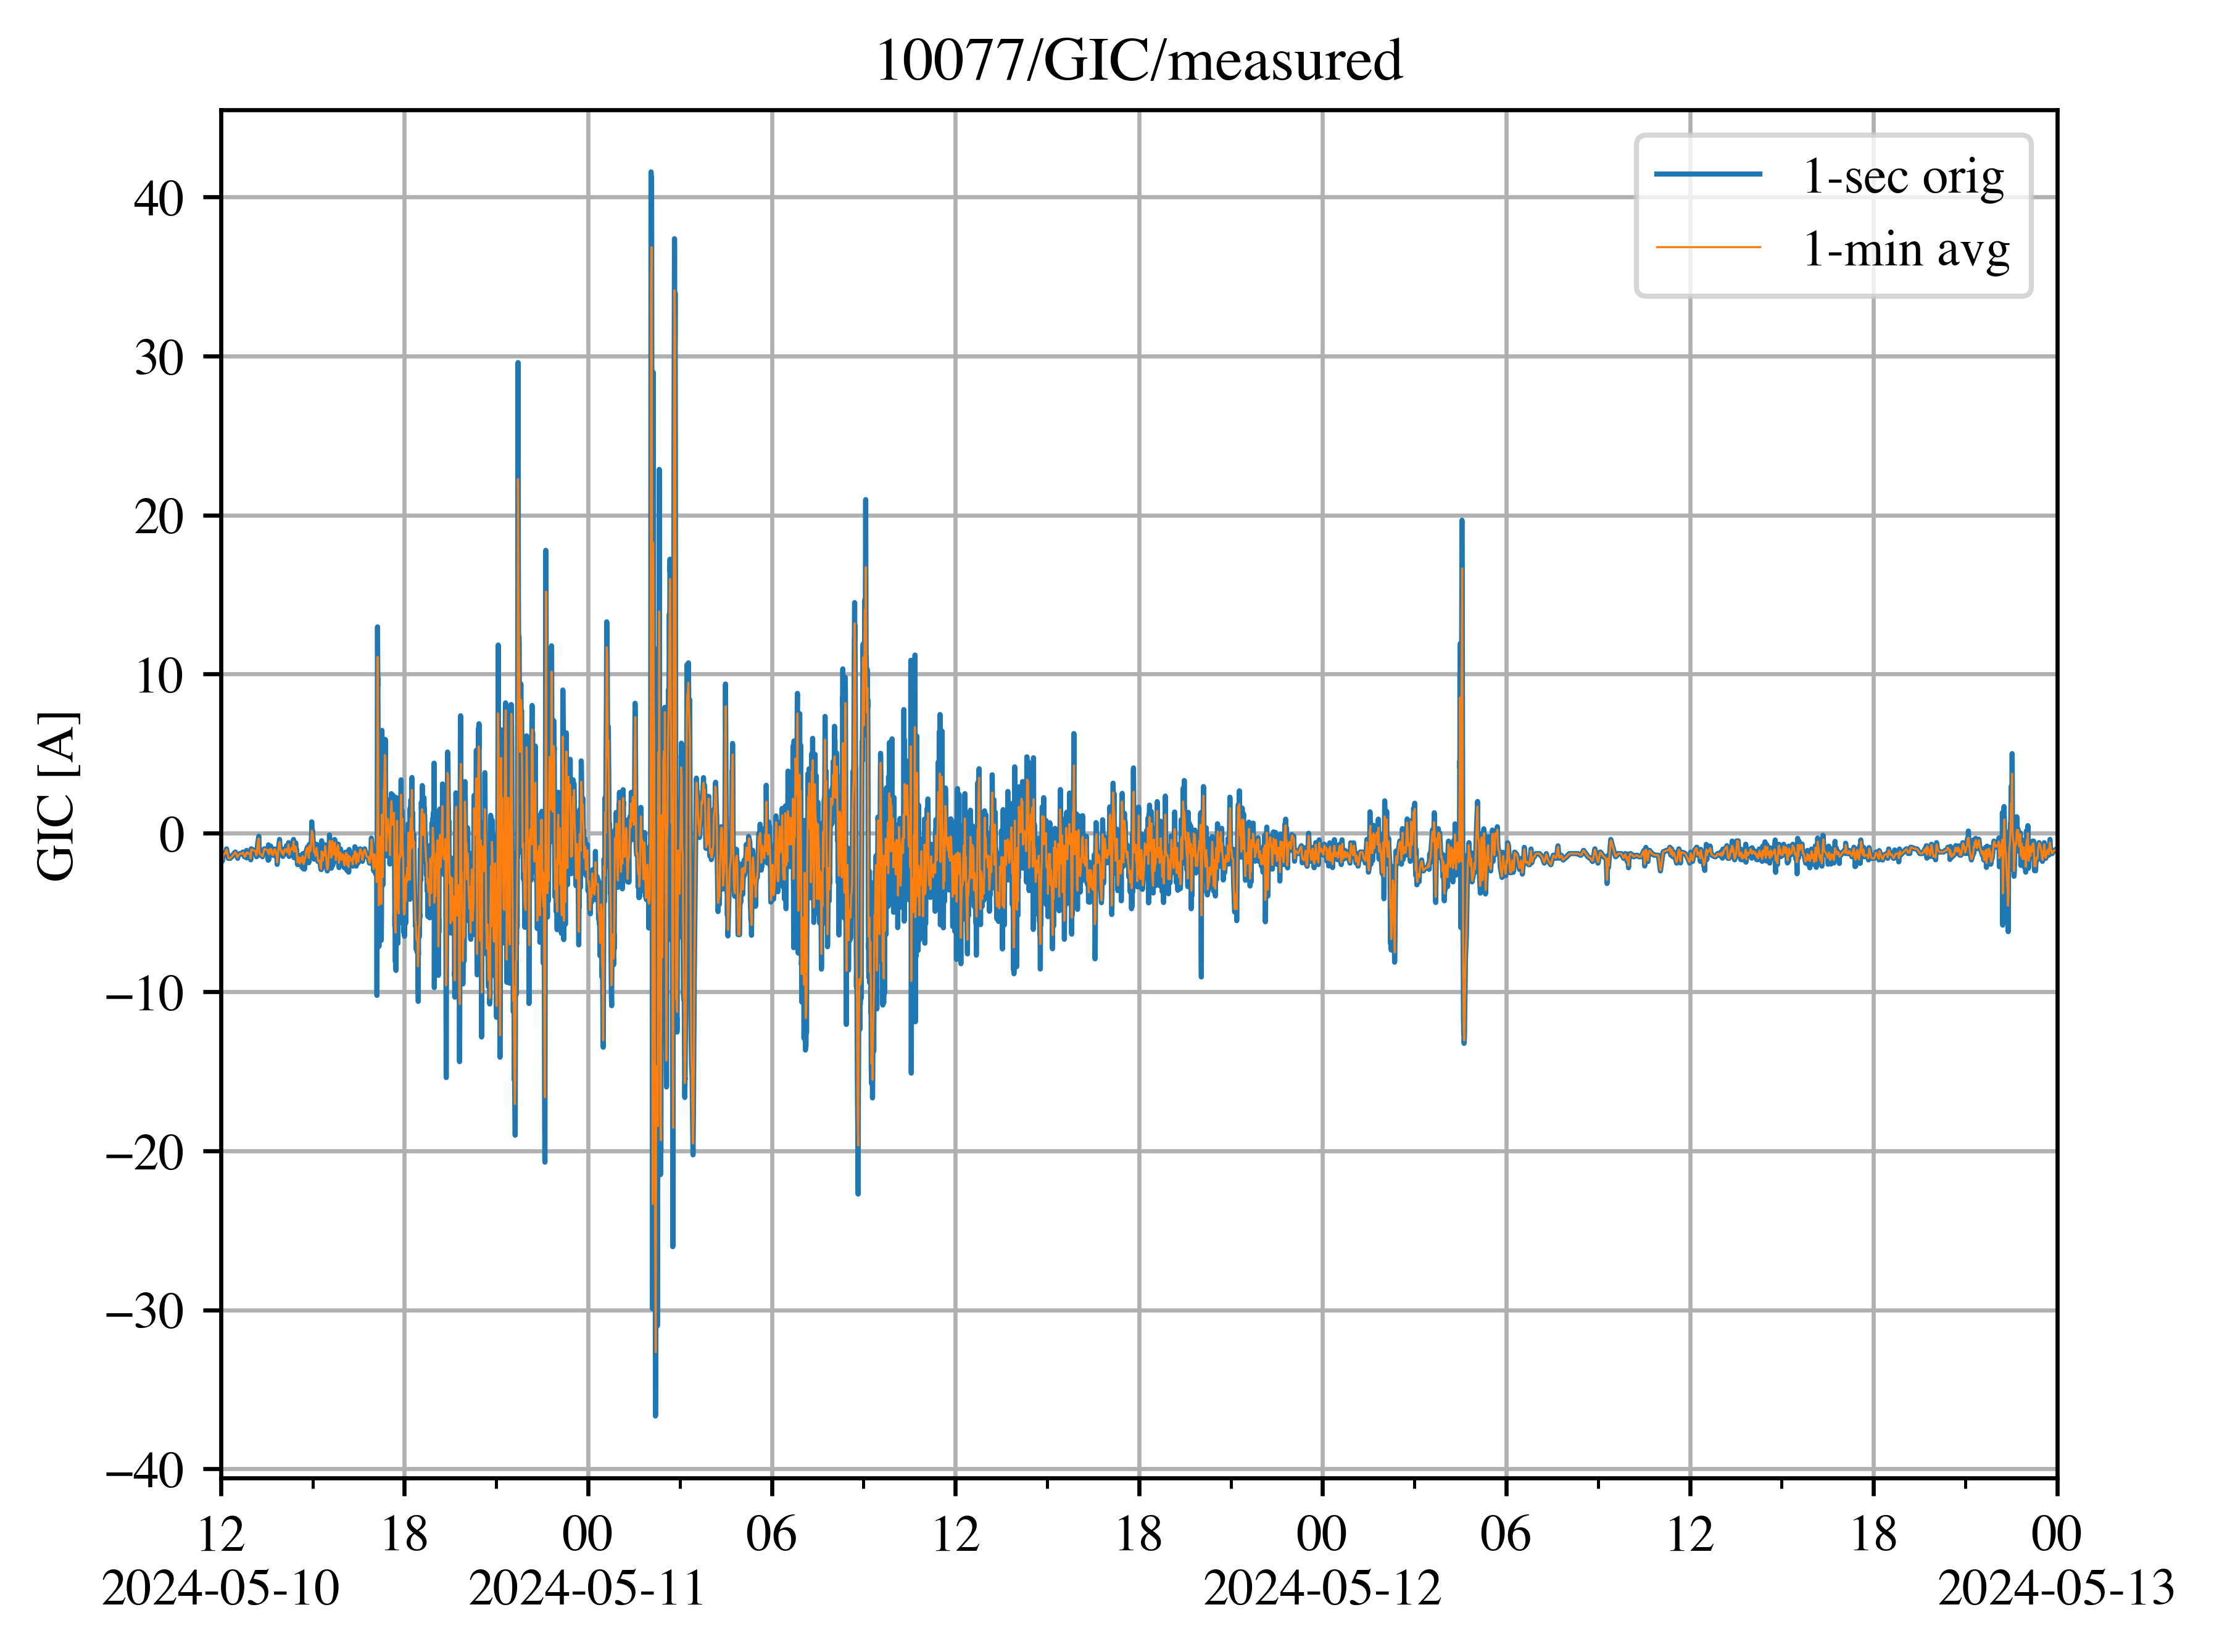 10077/GIC/measured
1-sec orig
1-min avg
GIC [A]
40
30
20
10
0
−10
−20
−30
−40
12 18 00 06 12 18 00 06 12 18 00
2024-05-10 2024-05-11 2024-05-12 2024-05-13